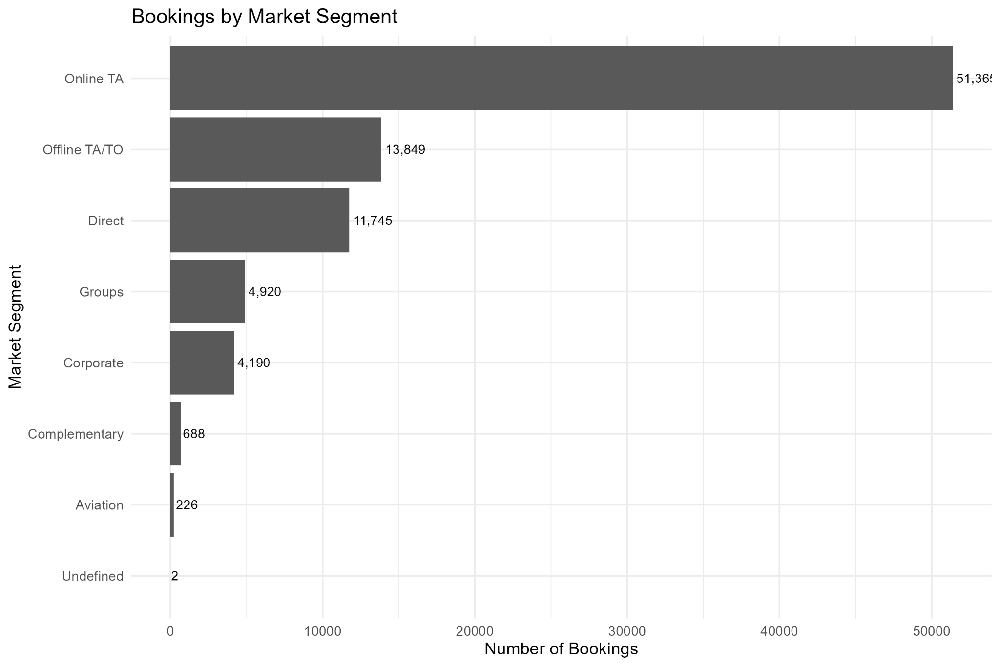 Bookings by Market Segment
Market Segment
Online TA 51,365
Offline TA/TO 13,849
Direct 11,745
Groups 4,920
Corporate 4,190
Complementary 688
Aviation 226
Undefined 2
0 10000 20000 30000 40000 50000
Number of Bookings